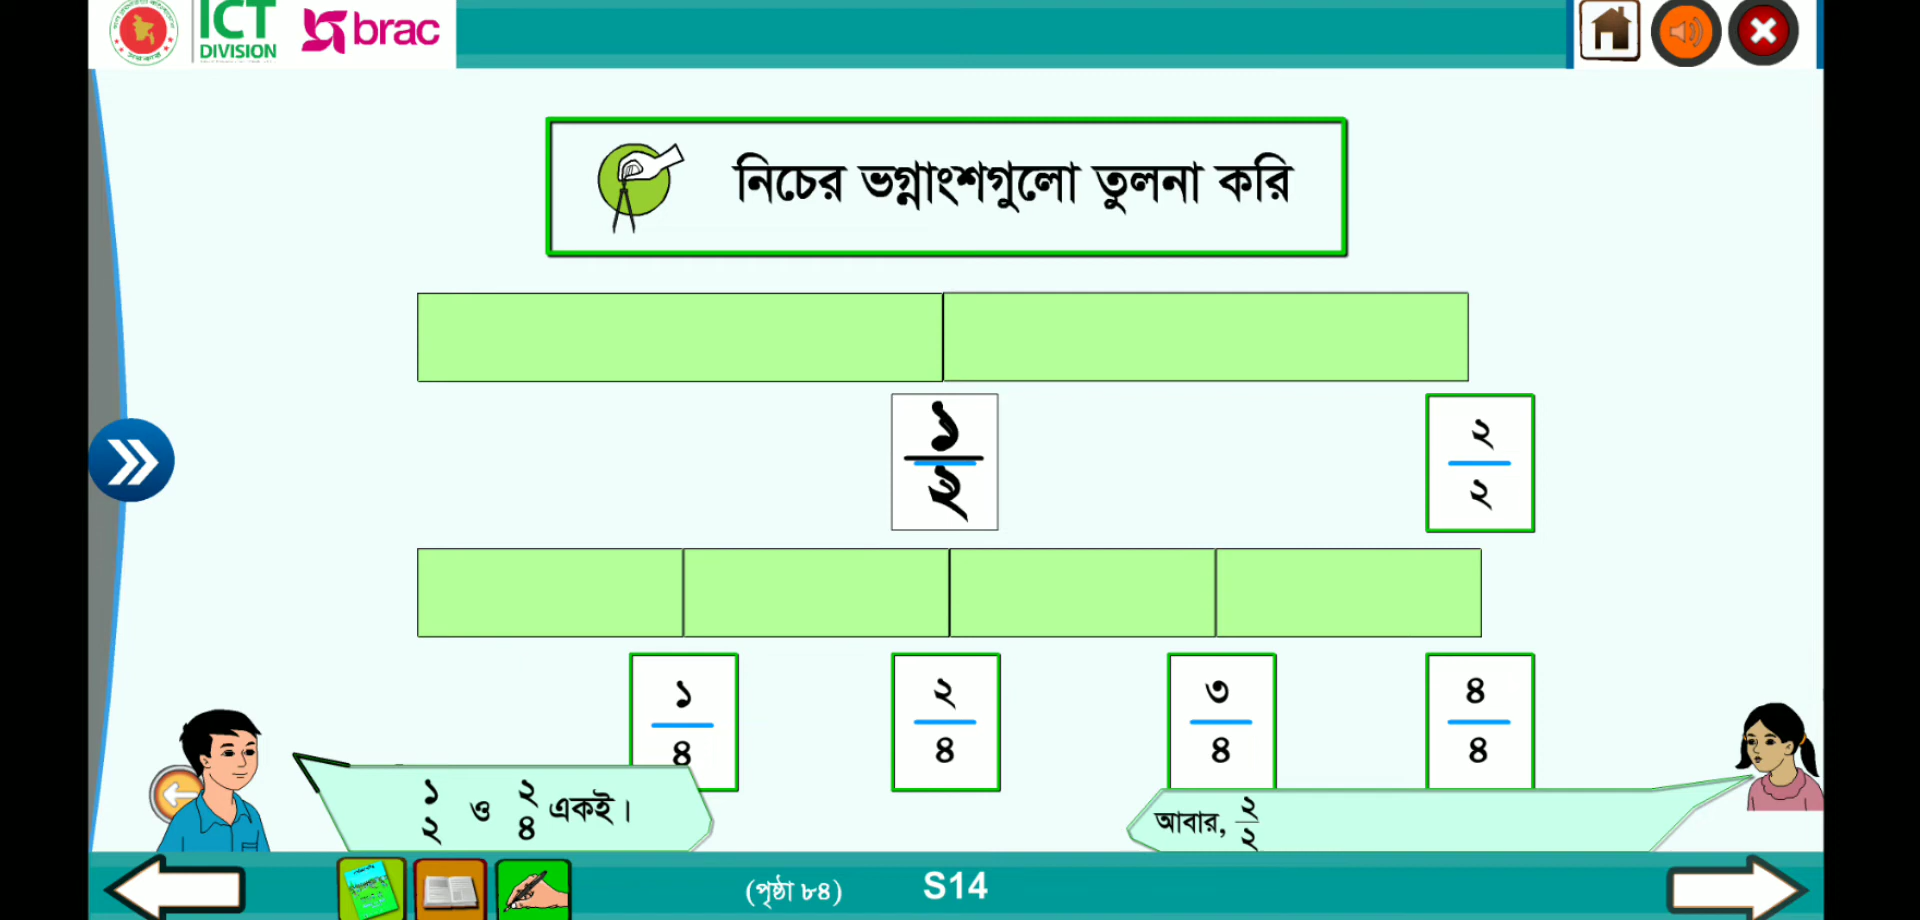 ICT
DIVISION
brac
নিচের ভগ্নাংশগুলো তুলনা করি
১
২
২
২
১
৪
২
৪
৩
৪
৪
৪
১ ও ২ একই।
২ ৪
আবার, ২
২
(পৃষ্ঠা ৮৪)
S14